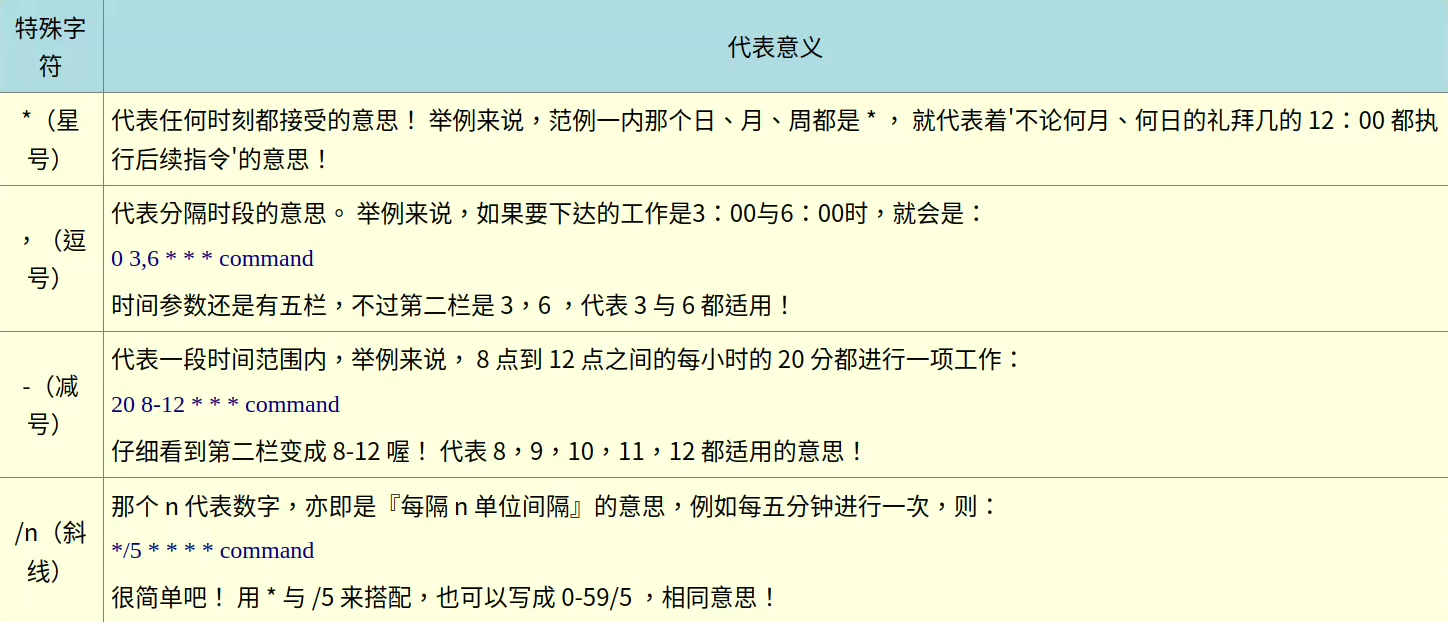 特殊字
符
代表意义
*（星
号）
代表任何时刻都接受的意思！ 举例来说，范例一内那个日、月、周都是 * ， 就代表着'不论何月、何日的礼拜几的 12：00 都执
行后续指令'的意思！
，（逗
号）
代表分隔时段的意思。 举例来说，如果要下达的工作是3：00与6：00时，就会是：
0 3,6 * * * command
时间参数还是有五栏，不过第二栏是 3，6 ，代表 3 与 6 都适用！
-（减
号）
代表一段时间范围内，举例来说， 8 点到 12 点之间的每小时的 20 分都进行一项工作：
20 8-12 * * * command
仔细看到第二栏变成 8-12 喔！ 代表 8，9，10，11，12 都适用的意思！
/n（斜
线）
那个 n 代表数字，亦即是『每隔 n 单位间隔』的意思，例如每五分钟进行一次，则：
*/5 * * * * command
很简单吧！ 用 * 与 /5 来搭配，也可以写成 0-59/5 ，相同意思！